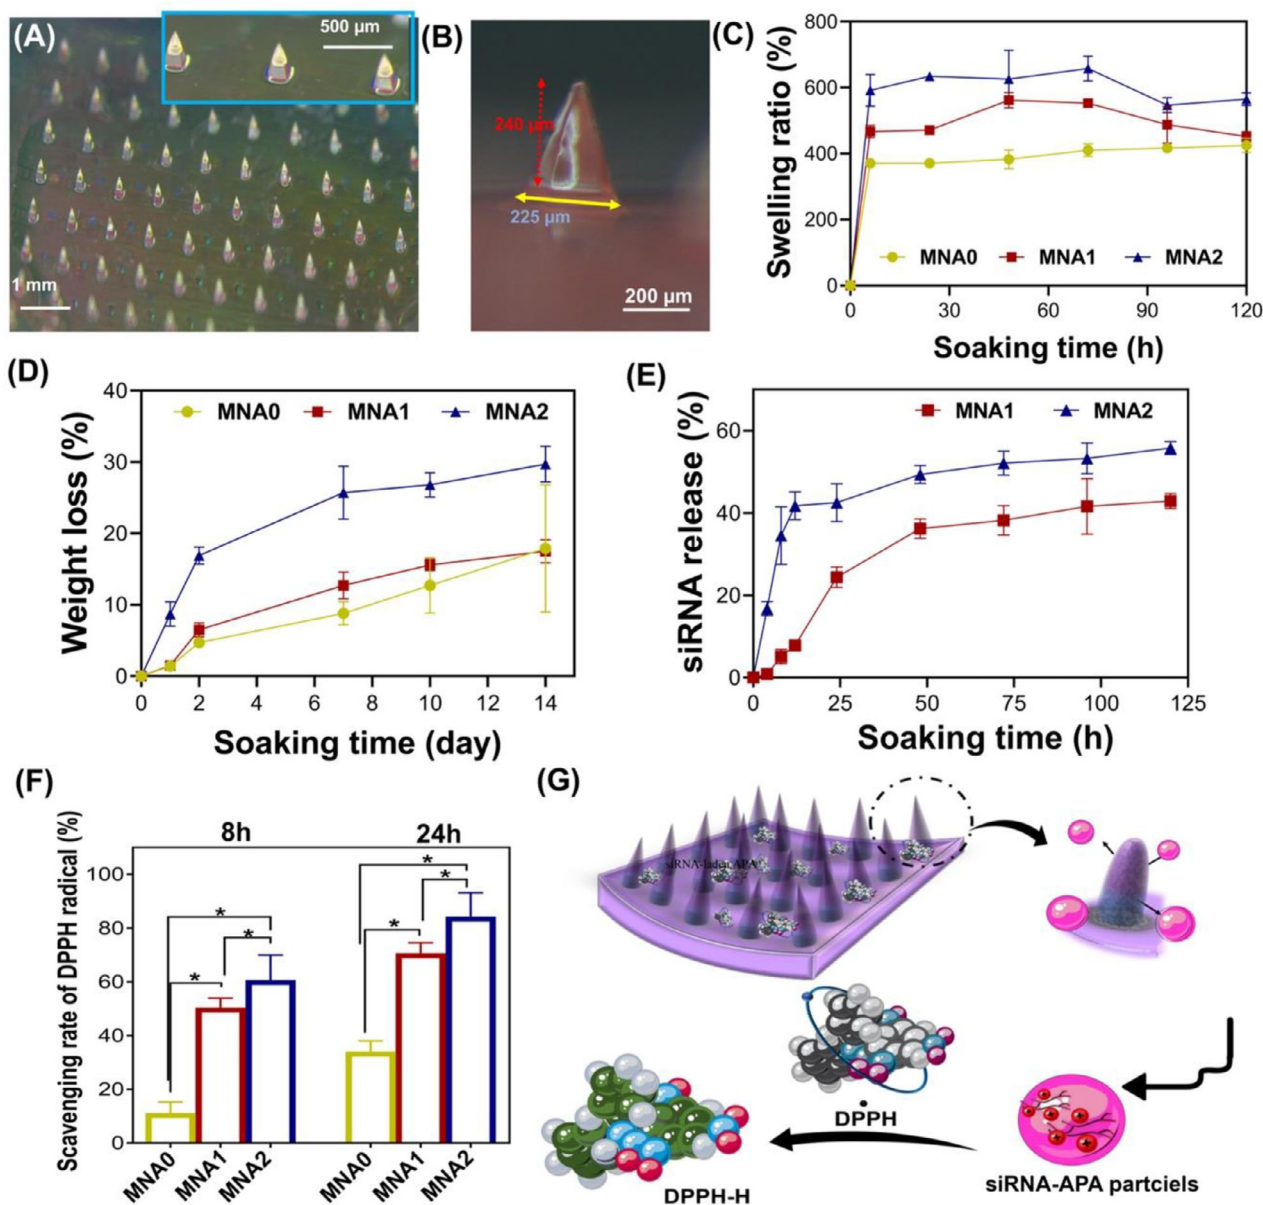 (A)
500 µm
1 mm
(B)
240 µm
225 µm
200 µm
(C)
Swelling ratio (%)
800
600
400
200
0
MNA0 MNA1 MNA2
0 30 60 90 120
Soaking time (h)
(D)
Weight loss (%)
40
30
20
10
0
MNA0 MNA1 MNA2
0 2 4 6 8 10 12 14
Soaking time (day)
(E)
siRNA release (%)
60
40
20
0
MNA1 MNA2
0 25 50 75 100 125
Soaking time (h)
(F)
Scavenging rate of DPPH radical (%)
8h 24h
100
80
60
40
20
0
* * *
* * *
MNA0 MNA1 MNA2 MNA0 MNA1 MNA2
(G)
siRNA-laden APA
DPPH
DPPH-H
siRNA-APA partciels